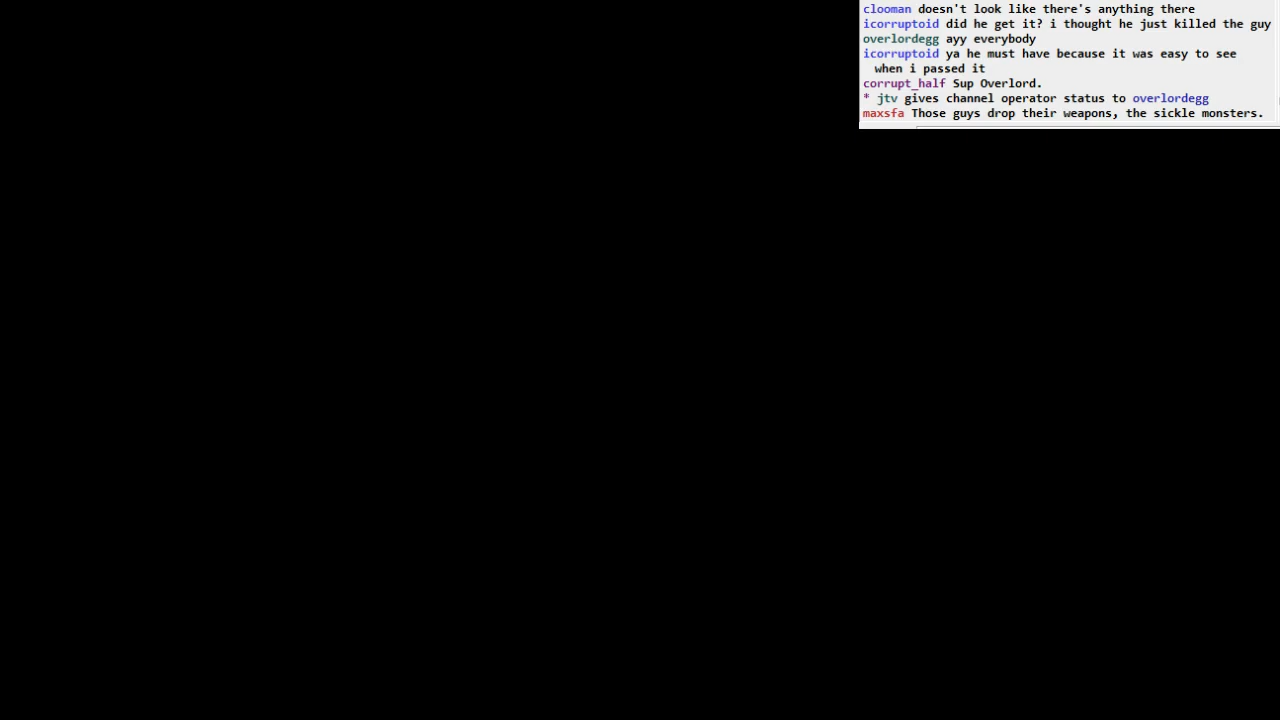 clooman doesn't look like there's anything there
icorruptoid did he get it? i thought he just killed the guy
overlordegg ayy everybody
icorruptoid ya he must have because it was easy to see
when i passed it
corrupt_half Sup Overlord.
* jtv gives channel operator status to overlordegg
maxsfa Those guys drop their weapons, the sickle monsters.